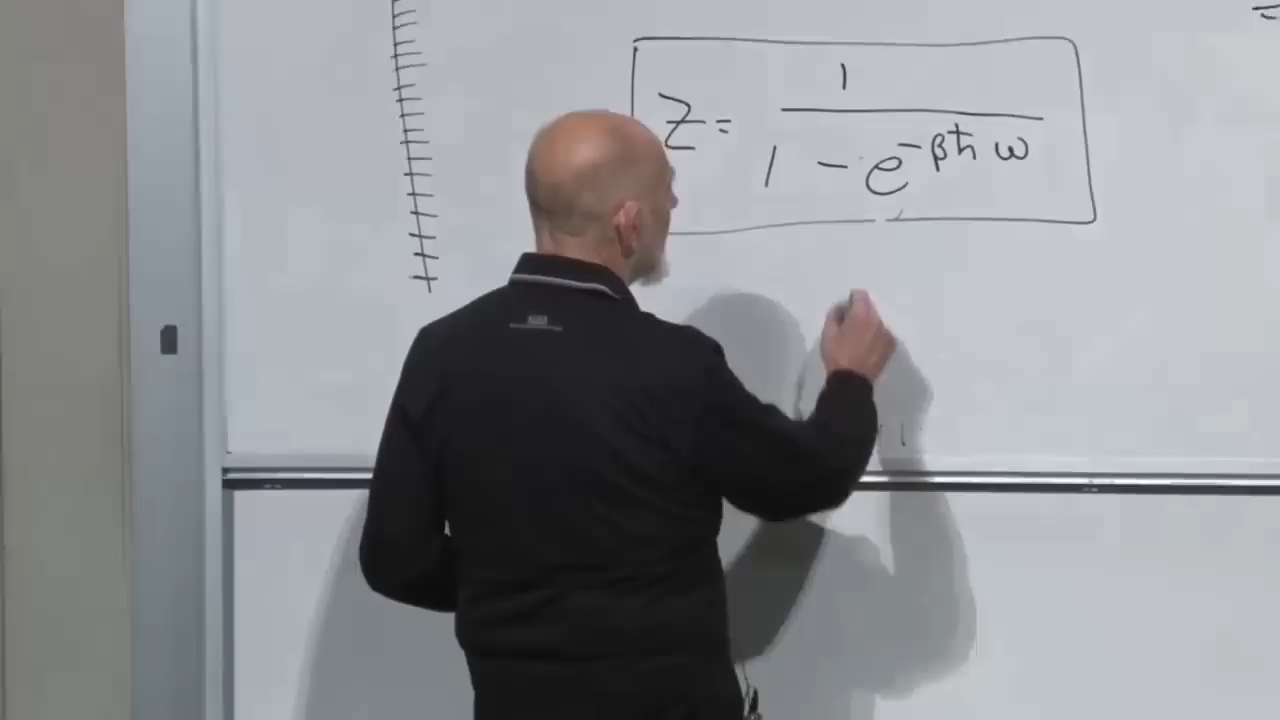 Z = 1 / 1 - e^{-βħω}